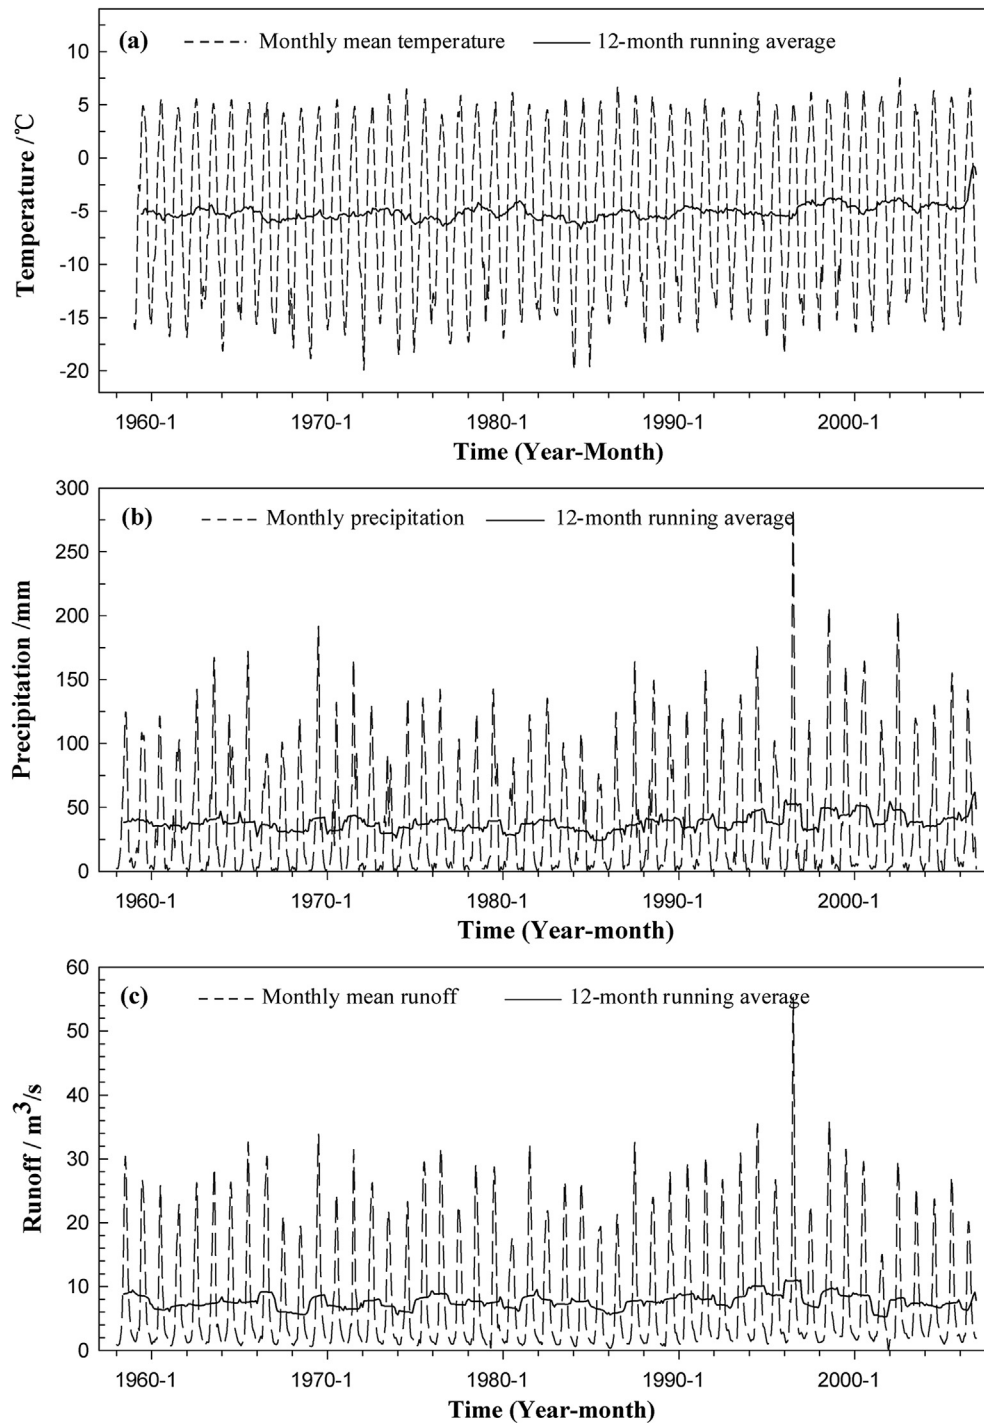 (a) Monthly mean temperature 12-month running average
10
5
0
-5
-10
-15
-20
Temperature /℃
1960-1 1970-1 1980-1 1990-1 2000-1
Time (Year-Month)
300
(b) Monthly precipitation 12-month running average
250
200
150
100
50
0
Precipitation /mm
1960-1 1970-1 1980-1 1990-1 2000-1
Time (Year-month)
60
(c) Monthly mean runoff 12-month running average
50
40
30
20
10
0
Runoff / m³/s
1960-1 1970-1 1980-1 1990-1 2000-1
Time (Year-month)